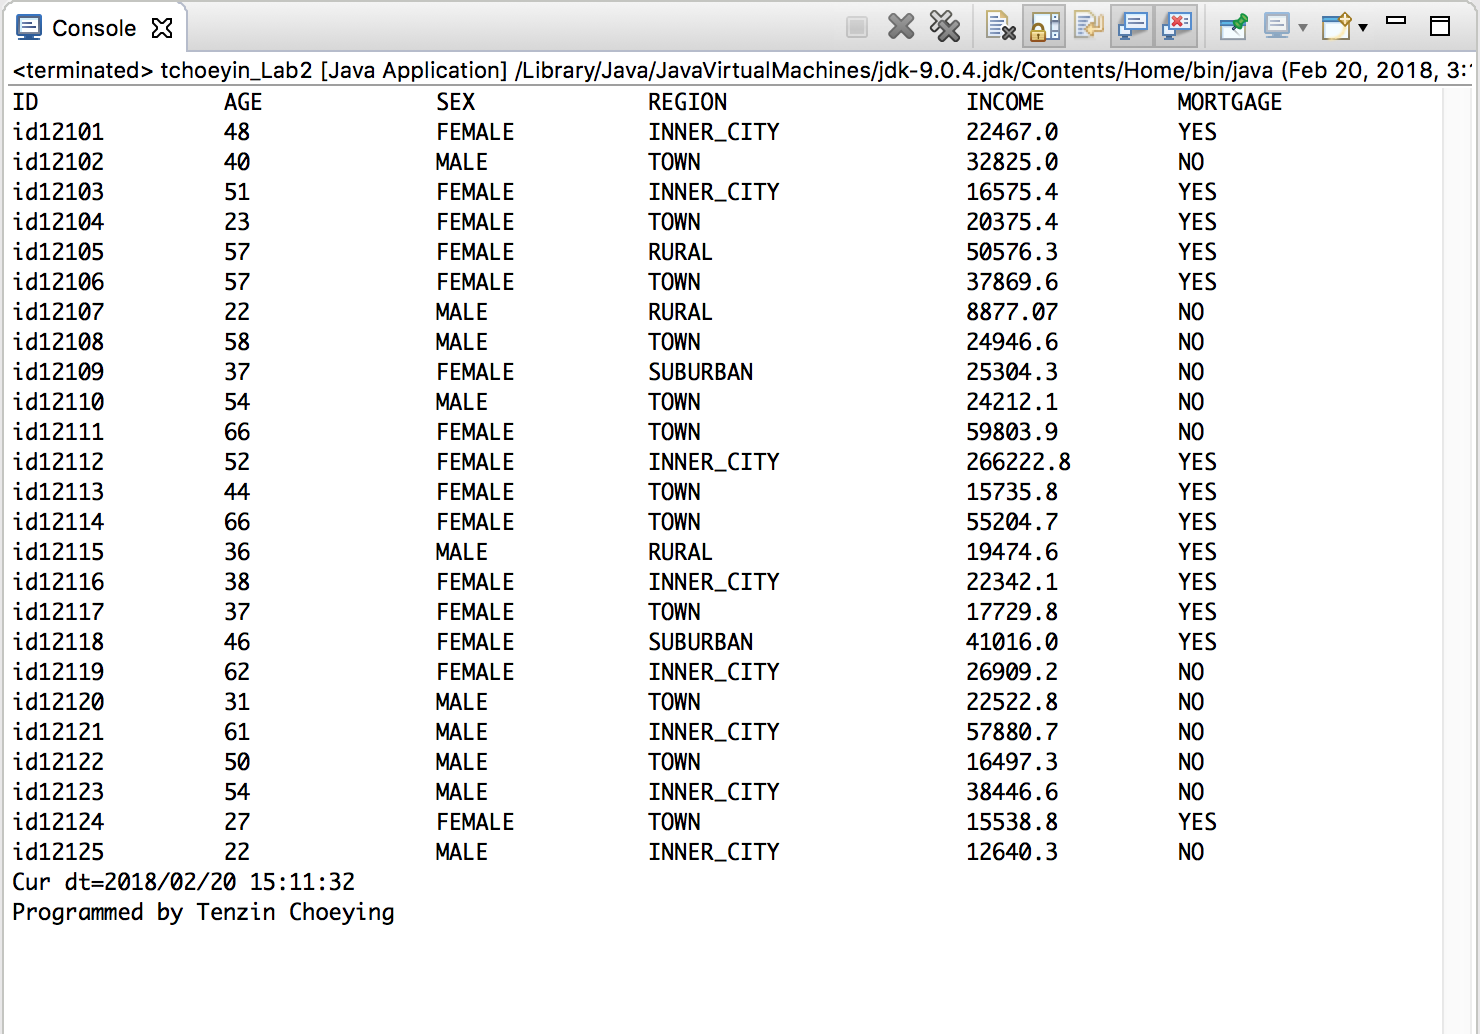 Console
<terminated> tchoeyin_Lab2 [Java Application] /Library/Java/JavaVirtualMachines/jdk-9.0.4.jdk/Contents/Home/bin/java (Feb 20, 2018, 3:
ID AGE SEX REGION INCOME MORTGAGE
id12101 48 FEMALE INNER_CITY 22467.0 YES
id12102 40 MALE TOWN 32825.0 NO
id12103 51 FEMALE INNER_CITY 16575.4 YES
id12104 23 FEMALE TOWN 20375.4 YES
id12105 57 FEMALE RURAL 50576.3 YES
id12106 57 FEMALE TOWN 37869.6 YES
id12107 22 MALE RURAL 8877.07 NO
id12108 58 MALE TOWN 24946.6 NO
id12109 37 FEMALE SUBURBAN 25304.3 NO
id12110 54 MALE TOWN 24212.1 NO
id12111 66 FEMALE TOWN 59803.9 NO
id12112 52 FEMALE INNER_CITY 266222.8 YES
id12113 44 FEMALE TOWN 15735.8 YES
id12114 66 FEMALE TOWN 55204.7 YES
id12115 36 MALE RURAL 19474.6 YES
id12116 38 FEMALE INNER_CITY 22342.1 YES
id12117 37 FEMALE TOWN 17729.8 YES
id12118 46 FEMALE SUBURBAN 41016.0 YES
id12119 62 FEMALE INNER_CITY 26909.2 NO
id12120 31 MALE TOWN 22522.8 NO
id12121 61 MALE INNER_CITY 57880.7 NO
id12122 50 MALE TOWN 16497.3 NO
id12123 54 MALE INNER_CITY 38446.6 NO
id12124 27 FEMALE TOWN 15538.8 YES
id12125 22 MALE INNER_CITY 12640.3 NO
Cur dt=2018/02/20 15:11:32
Programmed by Tenzin Choeying